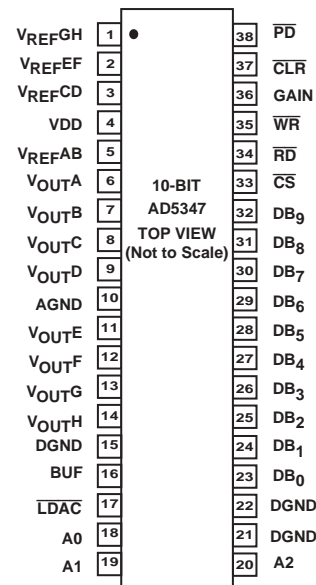 VREFGH 1
VREFEF 2
VREFCD 3
VDD 4
VREFAB 5
VOUTA 6
VOUTB 7
VOUTC 8
VOUTD 9
AGND 10
VOUTE 11
VOUTF 12
VOUTG 13
VOUTH 14
DGND 15
BUF 16
LDAC 17
A0 18
A1 19
10-BIT
AD5347
TOP VIEW
(Not to Scale)
38 PD
37 CLR
36 GAIN
35 WR
34 RD
33 CS
32 DB9
31 DB8
30 DB7
29 DB6
28 DB5
27 DB4
26 DB3
25 DB2
24 DB1
23 DB0
22 DGND
21 DGND
20 A2